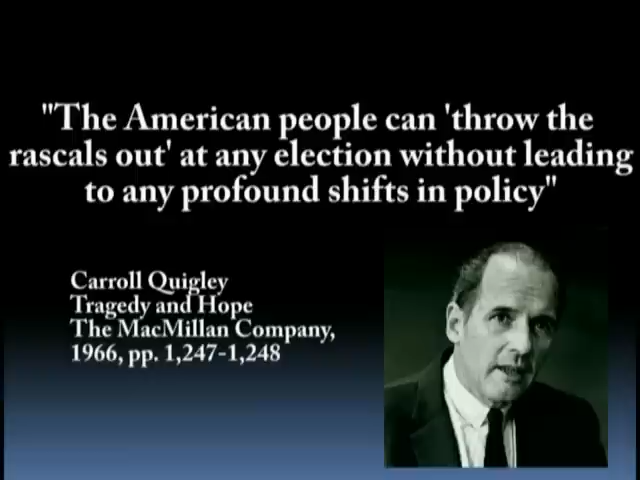 "The American people can 'throw the
rascals out' at any election without leading
to any profound shifts in policy"
Carroll Quigley
Tragedy and Hope
The MacMillan Company,
1966, pp. 1,247-1,248